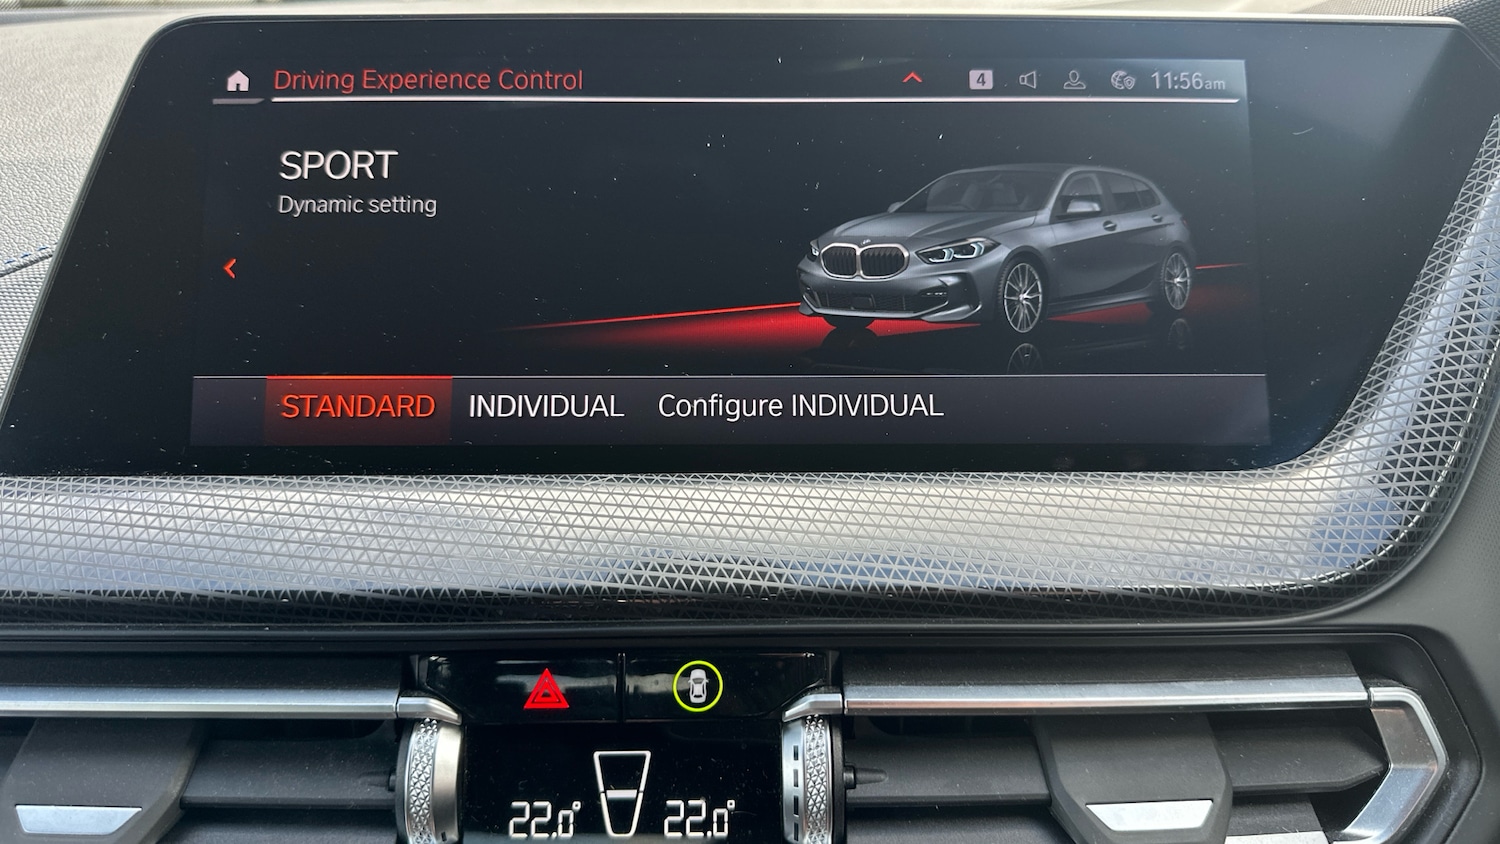 Driving Experience Control
4
11:56am
SPORT
Dynamic setting
STANDARD INDIVIDUAL Configure INDIVIDUAL
22.0° 22.0°